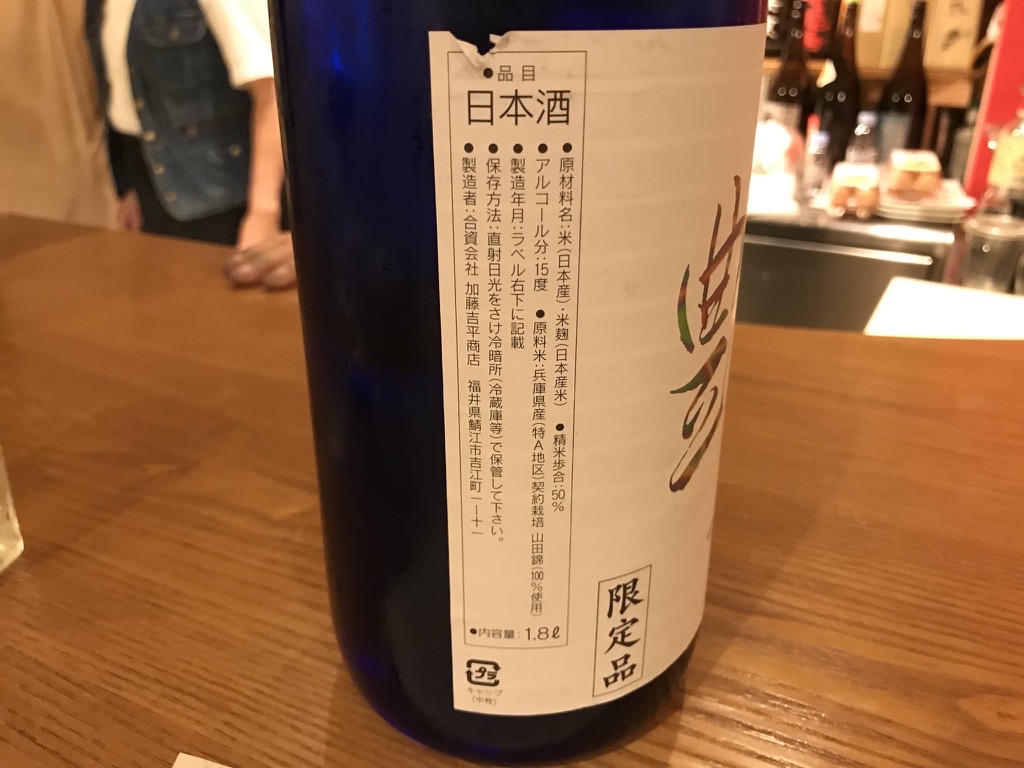 ●品目
日本酒
●原材料名:米(日本産)・米麹(日本産米) ●精米歩合:50%
●アルコール分:15度 ●原料米:兵庫県産(特A地区)契約栽培 山田錦(100%使用)
●製造年月:ラベル右下に記載
●保存方法:直射日光をさけ冷暗所(冷蔵庫等)で保管して下さい。
●製造者:合資会社 加藤吉平商店 福井県鯖江市吉江町一ー十一
●内容量:1.8ℓ
プラ
キャップ
(中栓)
限定品